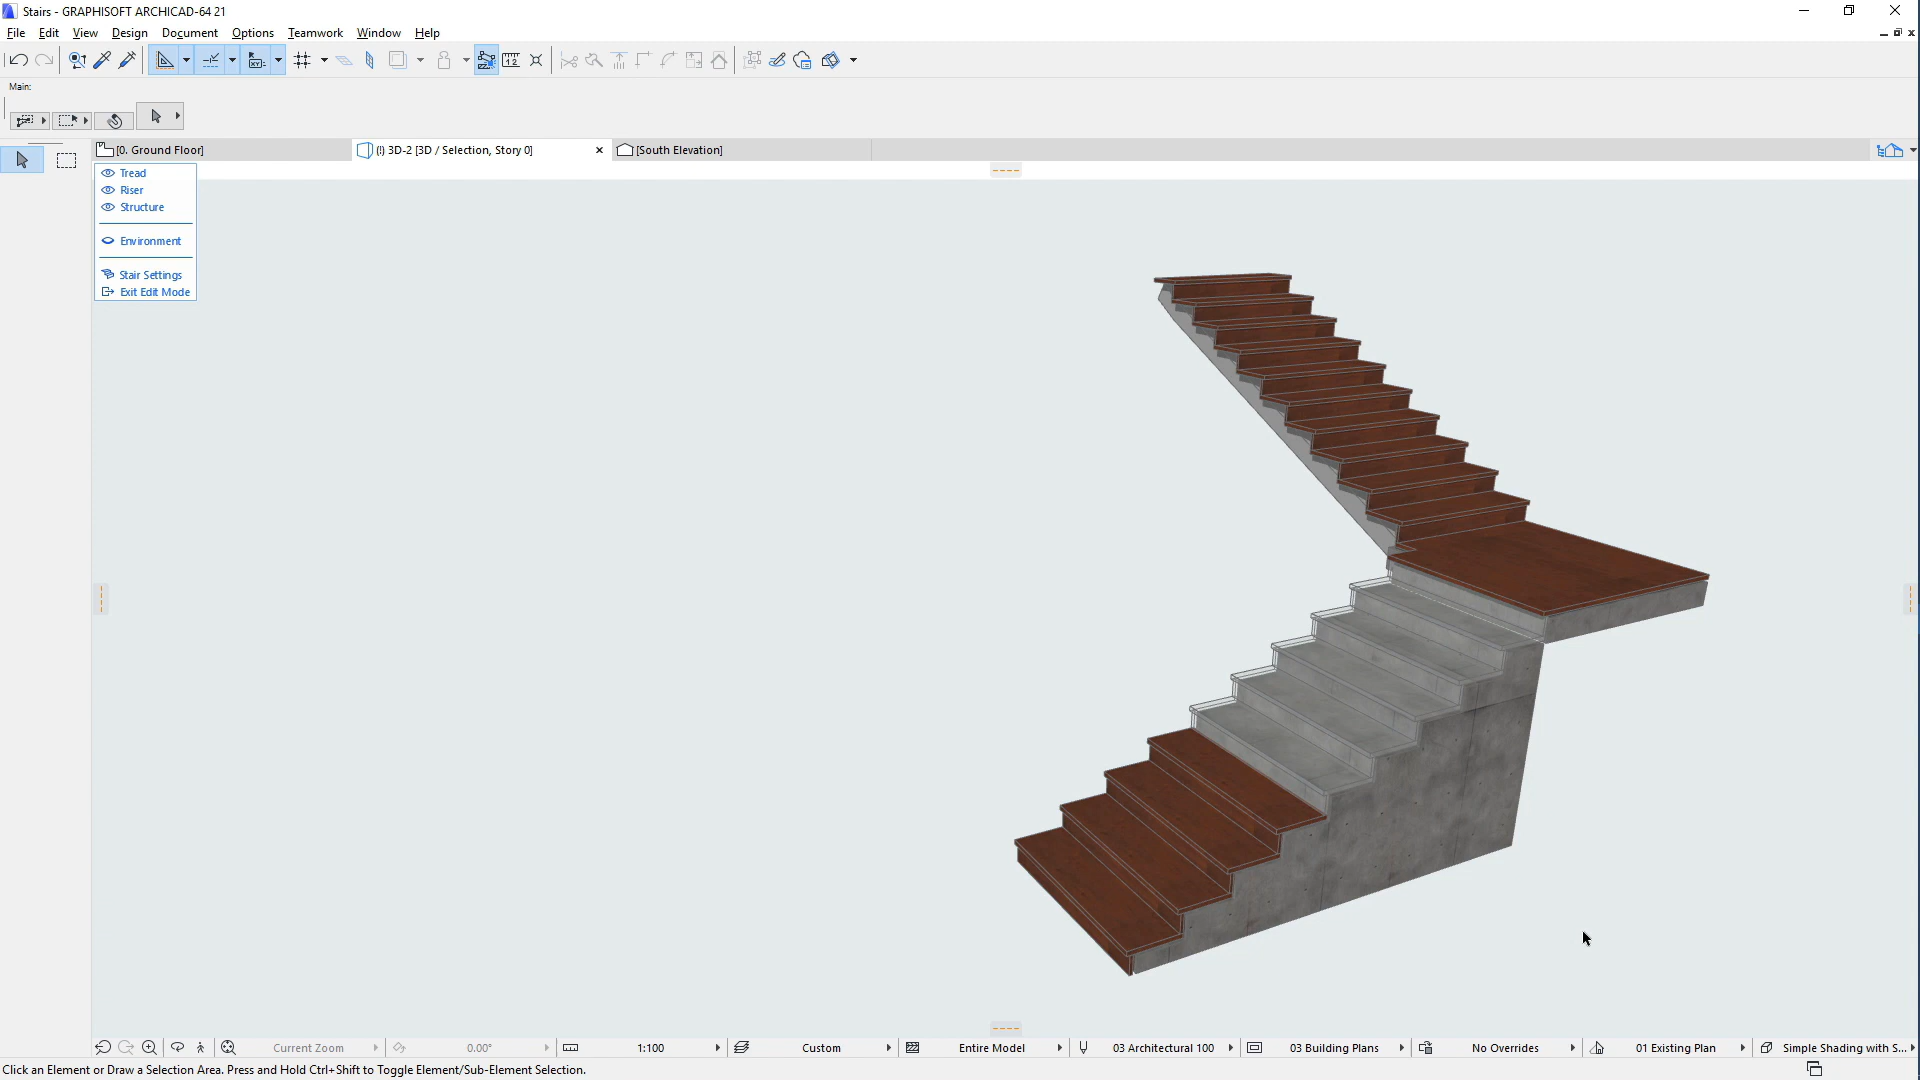 Stairs - GRAPHISOFT ARCHICAD-64 21
File Edit View Design Document Options Teamwork Window Help
Main:
[0. Ground Floor]
(!) 3D-2 [3D / Selection, Story 0]
[South Elevation]
Tread
Riser
Structure
Environment
Stair Settings
Exit Edit Mode
Current Zoom 0.00° 1:100 Custom Entire Model 03 Architectural 100 03 Building Plans No Overrides 01 Existing Plan Simple Shading with S...
Click an Element or Draw a Selection Area. Press and Hold Ctrl+Shift to Toggle Element/Sub-Element Selection.